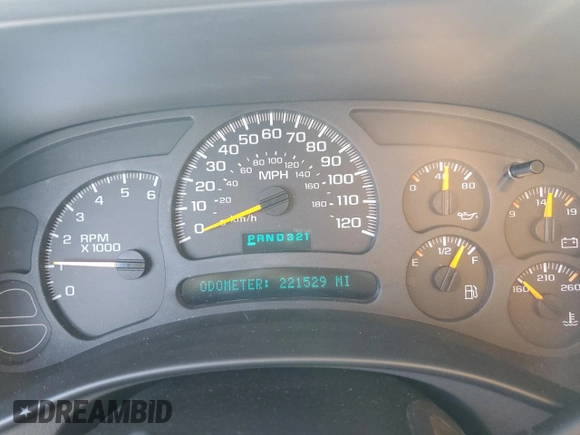 0 1 2 3 4 5 6
RPM
X 1000
0 10 20 30 40 50 60 70 80 90 100 110 120
20 40 60 80 100 120 140 160 180
MPH
km/h
PRND321
ODOMETER: 221529 MI
0 40 80
9 14 19
E 1/2 F
160 210 260
DREAMBID